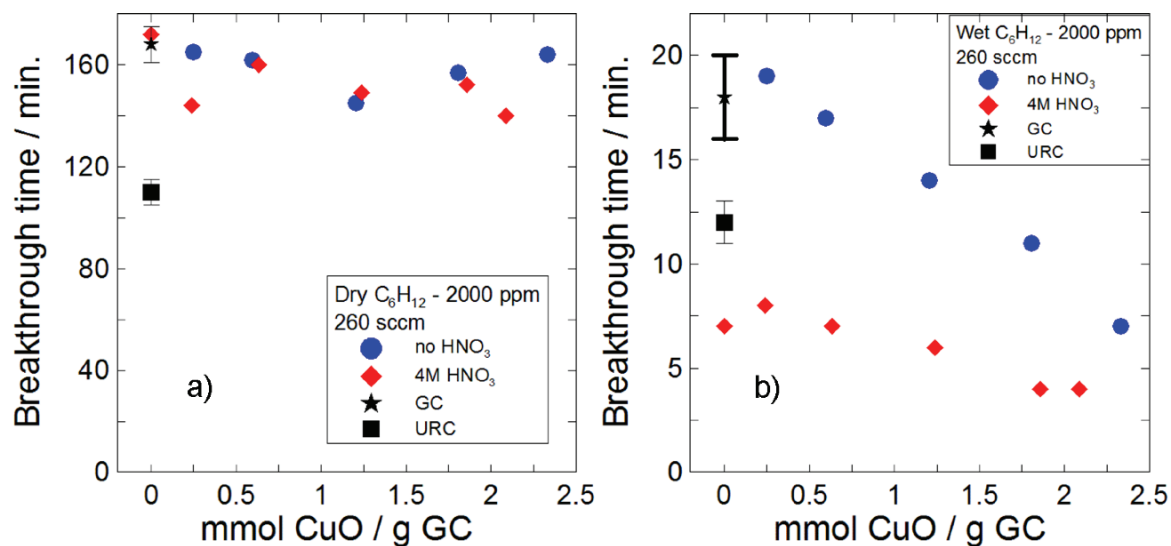 Breakthrough time / min.
160
120
80
40
0
a)
Dry C₆H₁₂ - 2000 ppm
260 sccm
no HNO₃
4M HNO₃
GC
URC
0 0.5 1 1.5 2 2.5
mmol CuO / g GC
Breakthrough time / min.
20
15
10
5
0
b)
Wet C₆H₁₂ - 2000 ppm
260 sccm
no HNO₃
4M HNO₃
GC
URC
0 0.5 1 1.5 2 2.5
mmol CuO / g GC